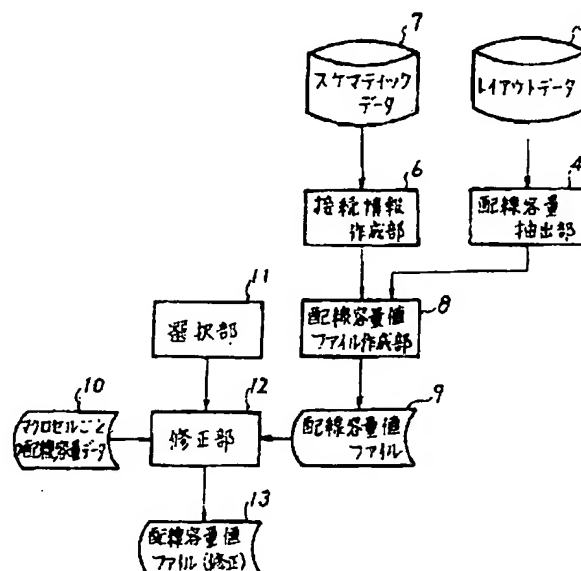 7
スケマティック
データ
レイアウトデータ
6
接続情報
作成部
4
配線容量
抽出部
11
選択部
8
配線容量値
ファイル作成部
10
マクロセルごと
の配線容量データ
12
修正部
9
配線容量値
ファイル
13
配線容量値
ファイル(修正)